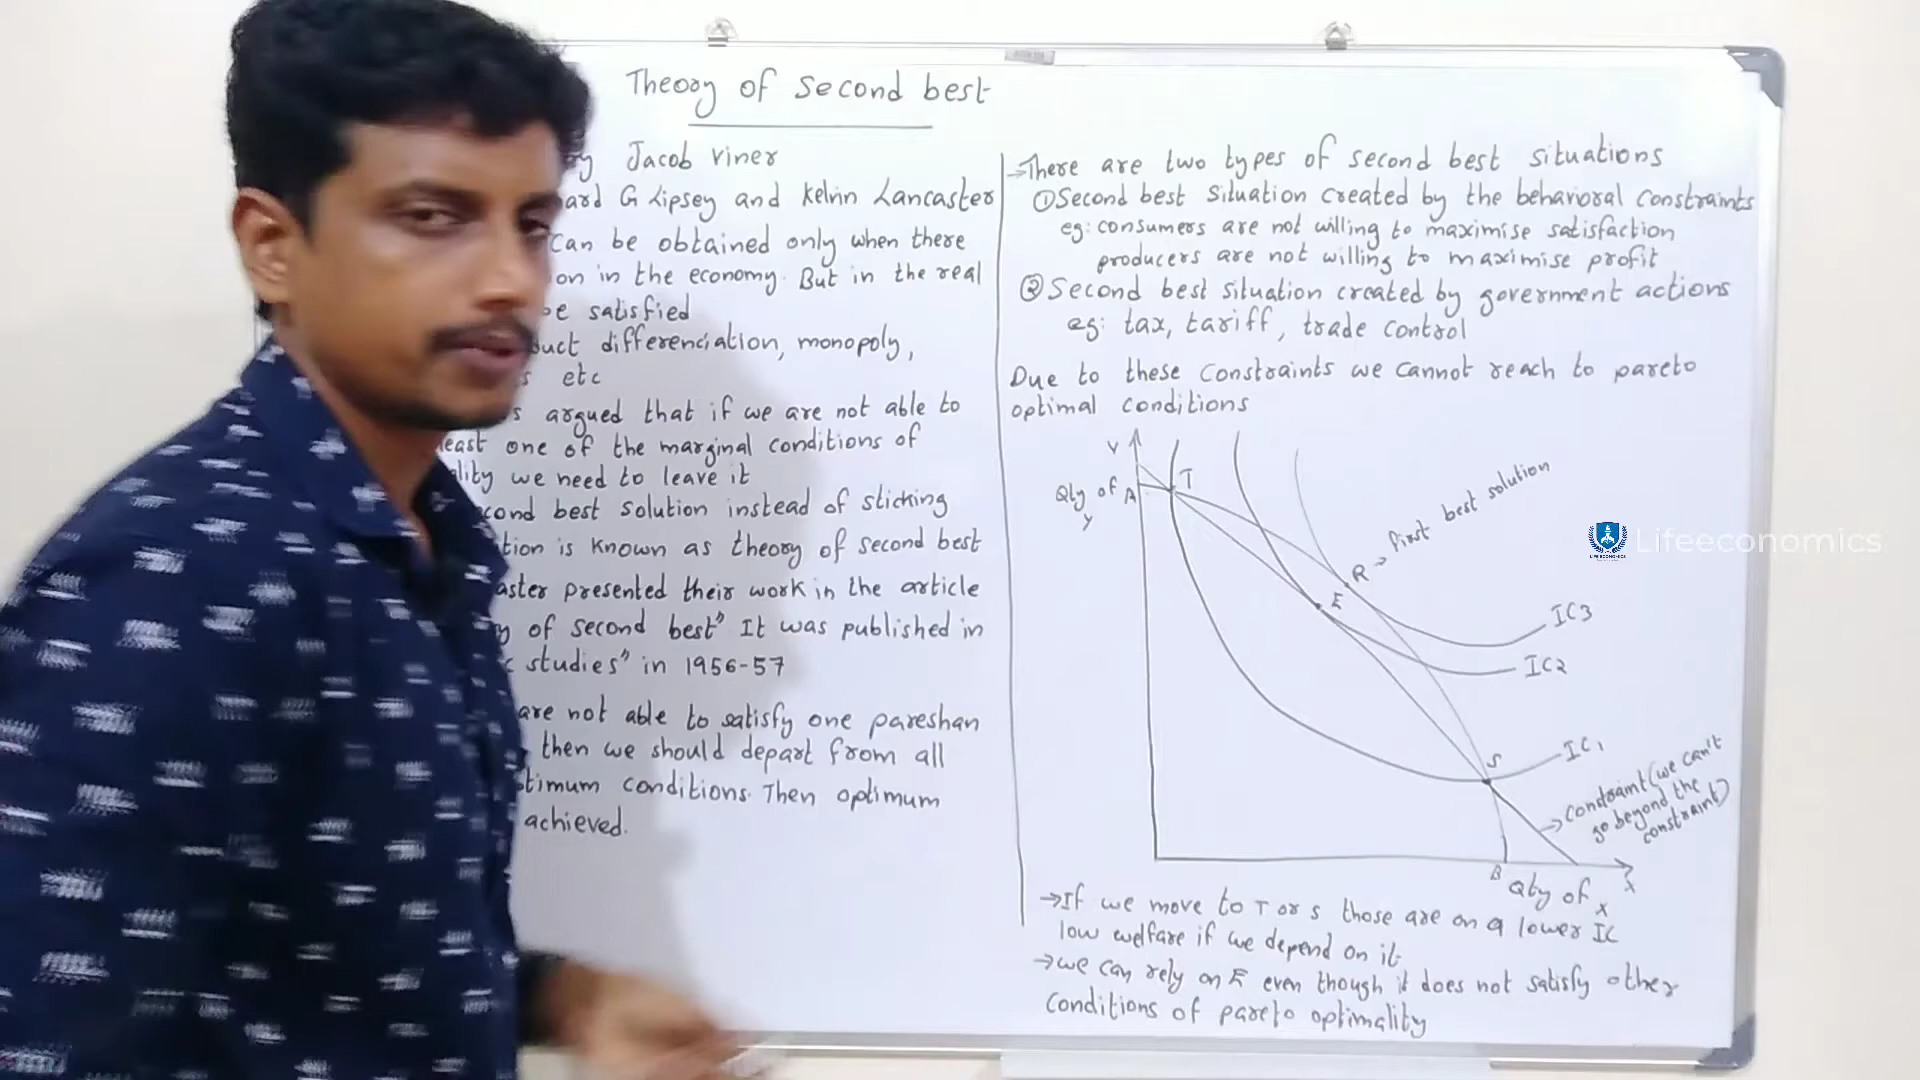 Theory of second best
Jacob viner
G Lipsey and Kelvin Lancaster
can be obtained only when there
on in the economy. But in the real
be satisfied
differenciation, monopoly,
etc
argued that if we are not able to
least one of the marginal conditions of
we need to leave it
cond best solution instead of sticking
tion is known as theory of second best
presented their work in the article
of second best" It was published in
studies" in 1956-57
are not able to satisfy one pareshan
then we should depart from all
optimum conditions. Then optimum
achieved.
→There are two types of second best situations
①Second best situation created by the behavioral constraints
eg: consumers are not willing to maximise satisfaction
producers are not willing to maximise profit
②Second best situation created by government actions
eg: tax, tariff, trade control
Due to these constraints we cannot reach to pareto
optimal conditions
Y
Qty of
Y
A
T
R → first best solution
E
IC3
IC2
IC1
S
→ constraint (we can't
go beyond the
constraint)
B
Qty of X
X
→If we move to T or S those are on a lower IC
low welfare if we depend on it
→we can rely on E even though it does not satisfy other
conditions of pareto optimality
Lifeeconomics